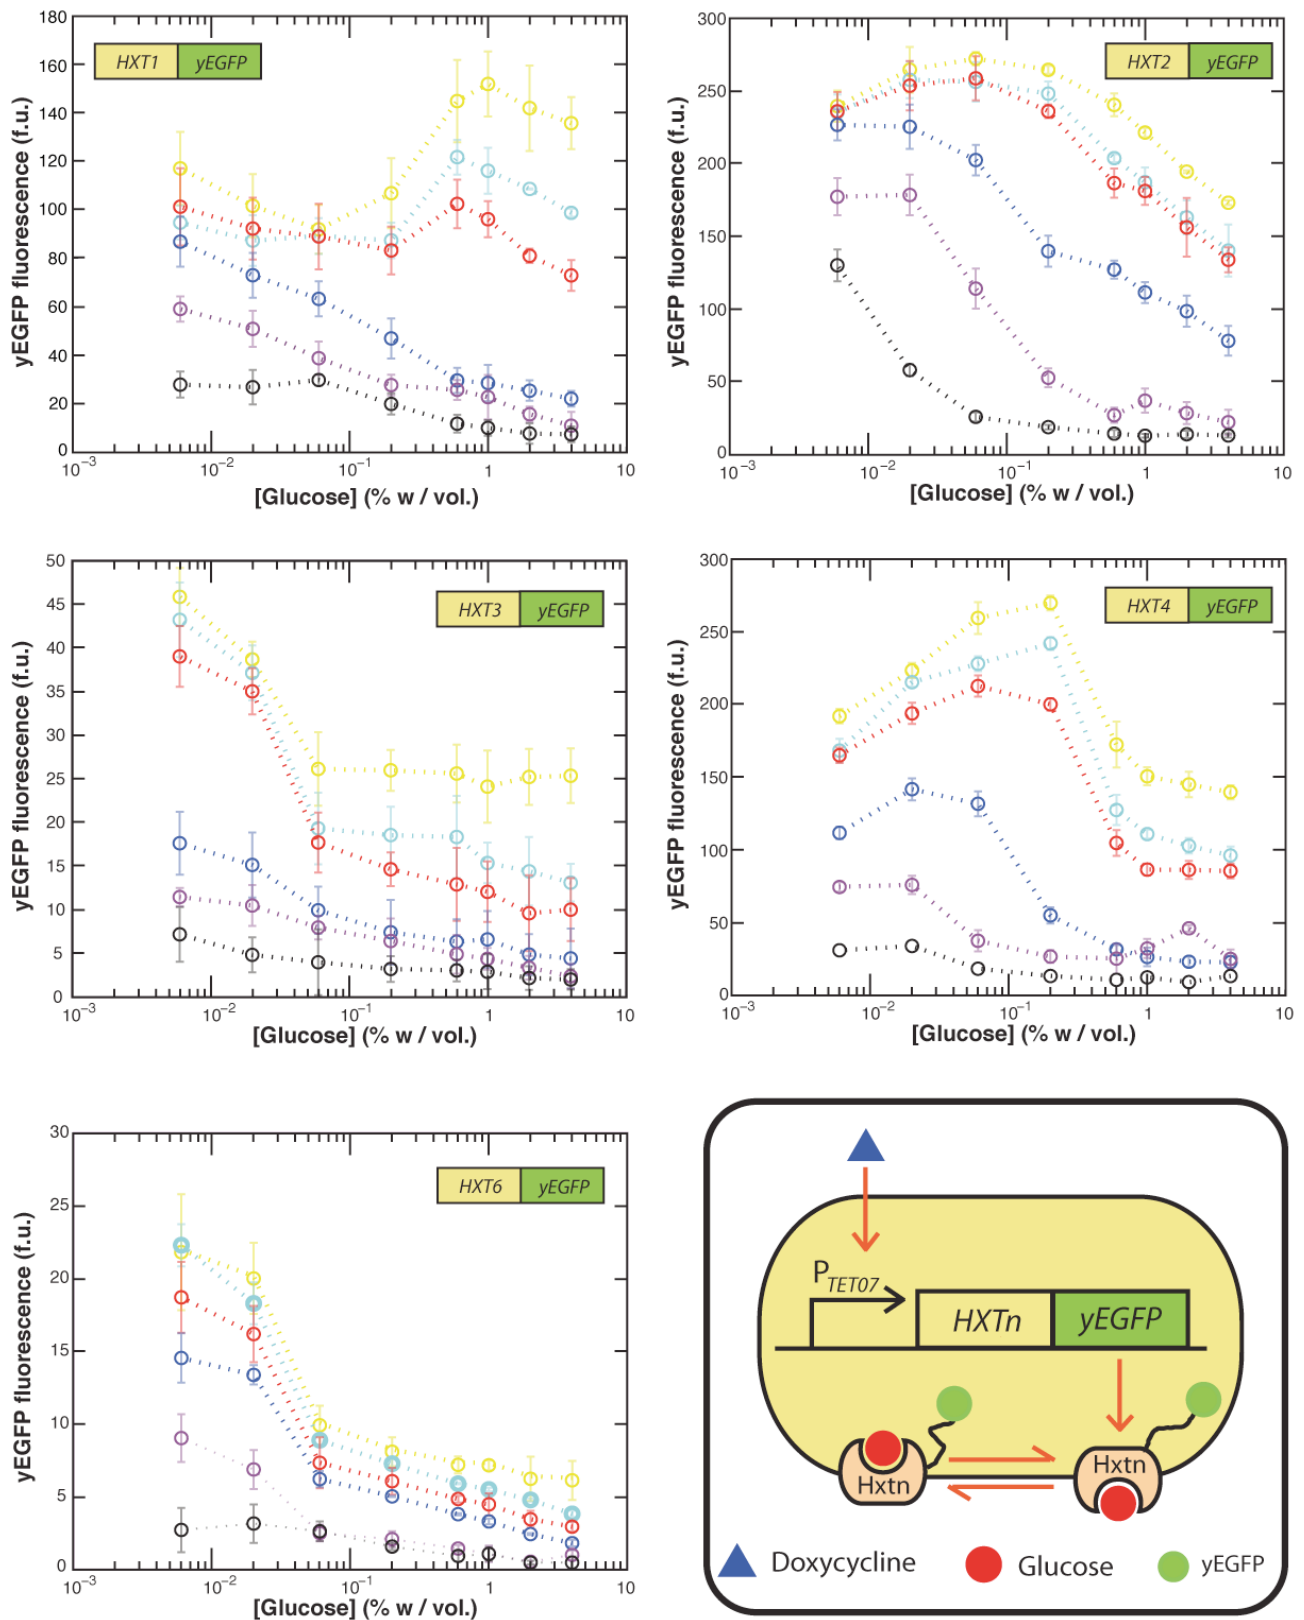 HXT1 yEGFP
yEGFP fluorescence (f.u.)
180
160
140
120
100
80
60
40
20
0
10⁻³ 10⁻² 10⁻¹ 1 10
[Glucose] (% w / vol.)
HXT2 yEGFP
yEGFP fluorescence (f.u.)
300
250
200
150
100
50
0
10⁻³ 10⁻² 10⁻¹ 1 10
[Glucose] (% w / vol.)
HXT3 yEGFP
yEGFP fluorescence (f.u.)
50
45
40
35
30
25
20
15
10
5
0
10⁻³ 10⁻² 10⁻¹ 1 10
[Glucose] (% w / vol.)
HXT4 yEGFP
yEGFP fluorescence (f.u.)
300
250
200
150
100
50
0
10⁻³ 10⁻² 10⁻¹ 1 10
[Glucose] (% w / vol.)
HXT6 yEGFP
yEGFP fluorescence (f.u.)
30
25
20
15
10
5
0
10⁻³ 10⁻² 10⁻¹ 1 10
[Glucose] (% w / vol.)
P TET07
HXTn yEGFP
Hxtn
Hxtn
Doxycycline Glucose yEGFP